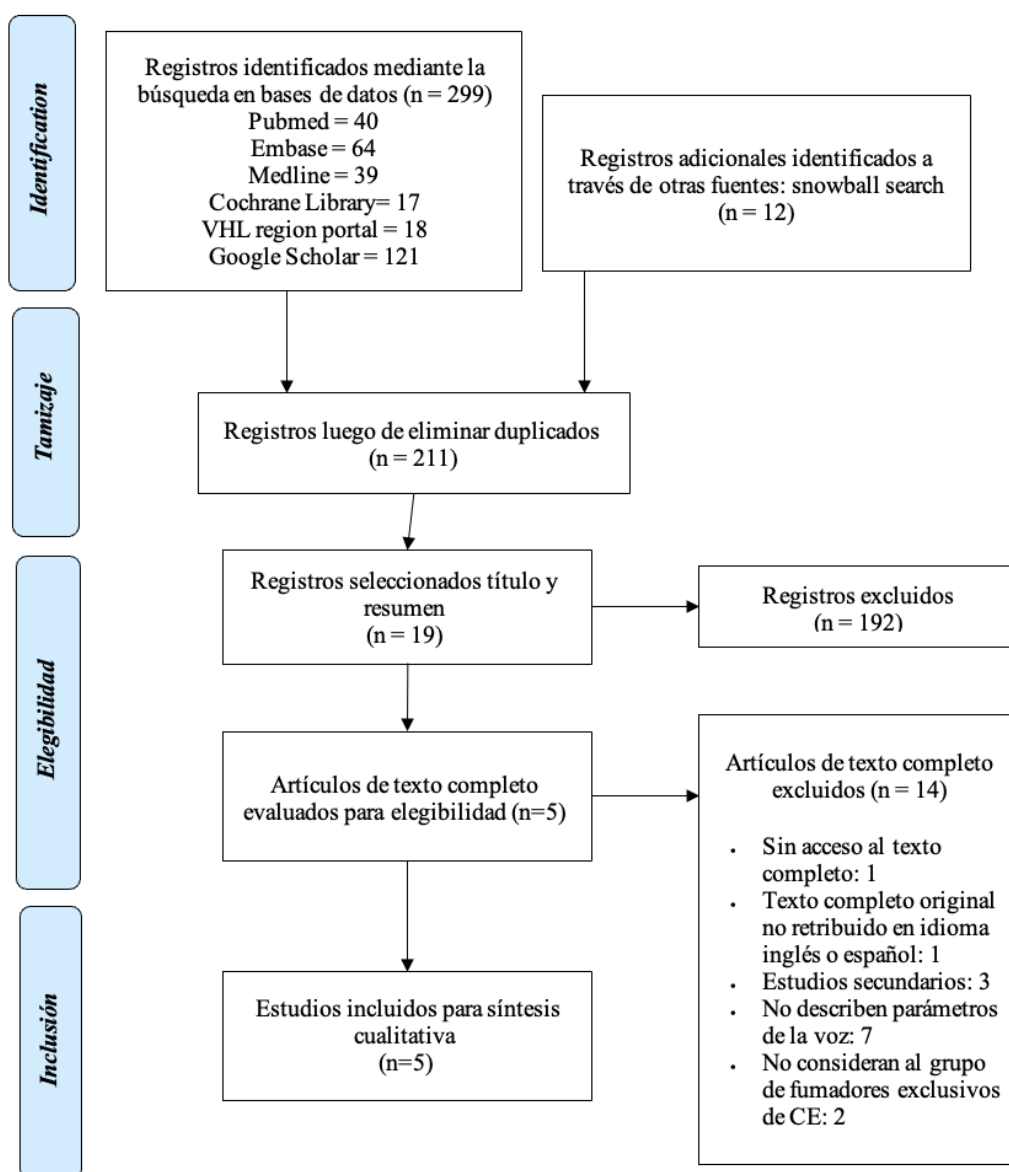 Identification
Registros identificados mediante la
búsqueda en bases de datos (n = 299)
Pubmed = 40
Embase = 64
Medline = 39
Cochrane Library= 17
VHL region portal = 18
Google Scholar = 121
Registros adicionales identificados a
través de otras fuentes: snowball search
(n = 12)
Tamizaje
Registros luego de eliminar duplicados
(n = 211)
Elegibilidad
Registros seleccionados título y
resumen
(n = 19)
Registros excluidos
(n = 192)
Artículos de texto completo
evaluados para elegibilidad (n=5)
Artículos de texto completo
excluidos (n = 14)
• Sin acceso al texto
completo: 1
• Texto completo original
no retribuido en idioma
inglés o español: 1
• Estudios secundarios: 3
• No describen parámetros
de la voz: 7
• No consideran al grupo
de fumadores exclusivos
de CE: 2
Inclusión
Estudios incluidos para síntesis
cualitativa
(n=5)